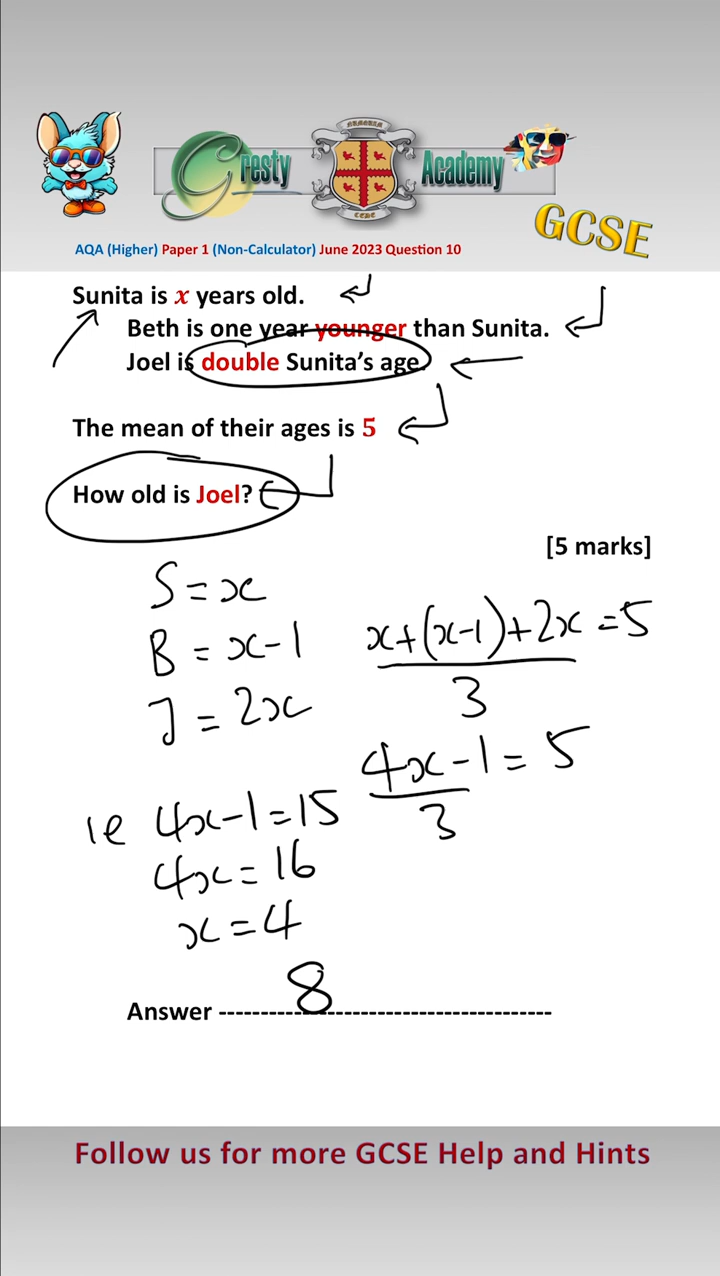 MEMOREM
Gresty Academy
CEDE
GCSE
AQA (Higher) Paper 1 (Non-Calculator) June 2023 Question 10
Sunita is x years old.
Beth is one year younger than Sunita.
Joel is double Sunita’s age.
The mean of their ages is 5
How old is Joel?
[5 marks]
S = x
B = x - 1
J = 2x
x+(x-1)+2x = 5
3
4x - 1 = 5
3
ie 4x - 1 = 15
4x = 16
x = 4
8
Answer ----------------------------------------
Follow us for more GCSE Help and Hints